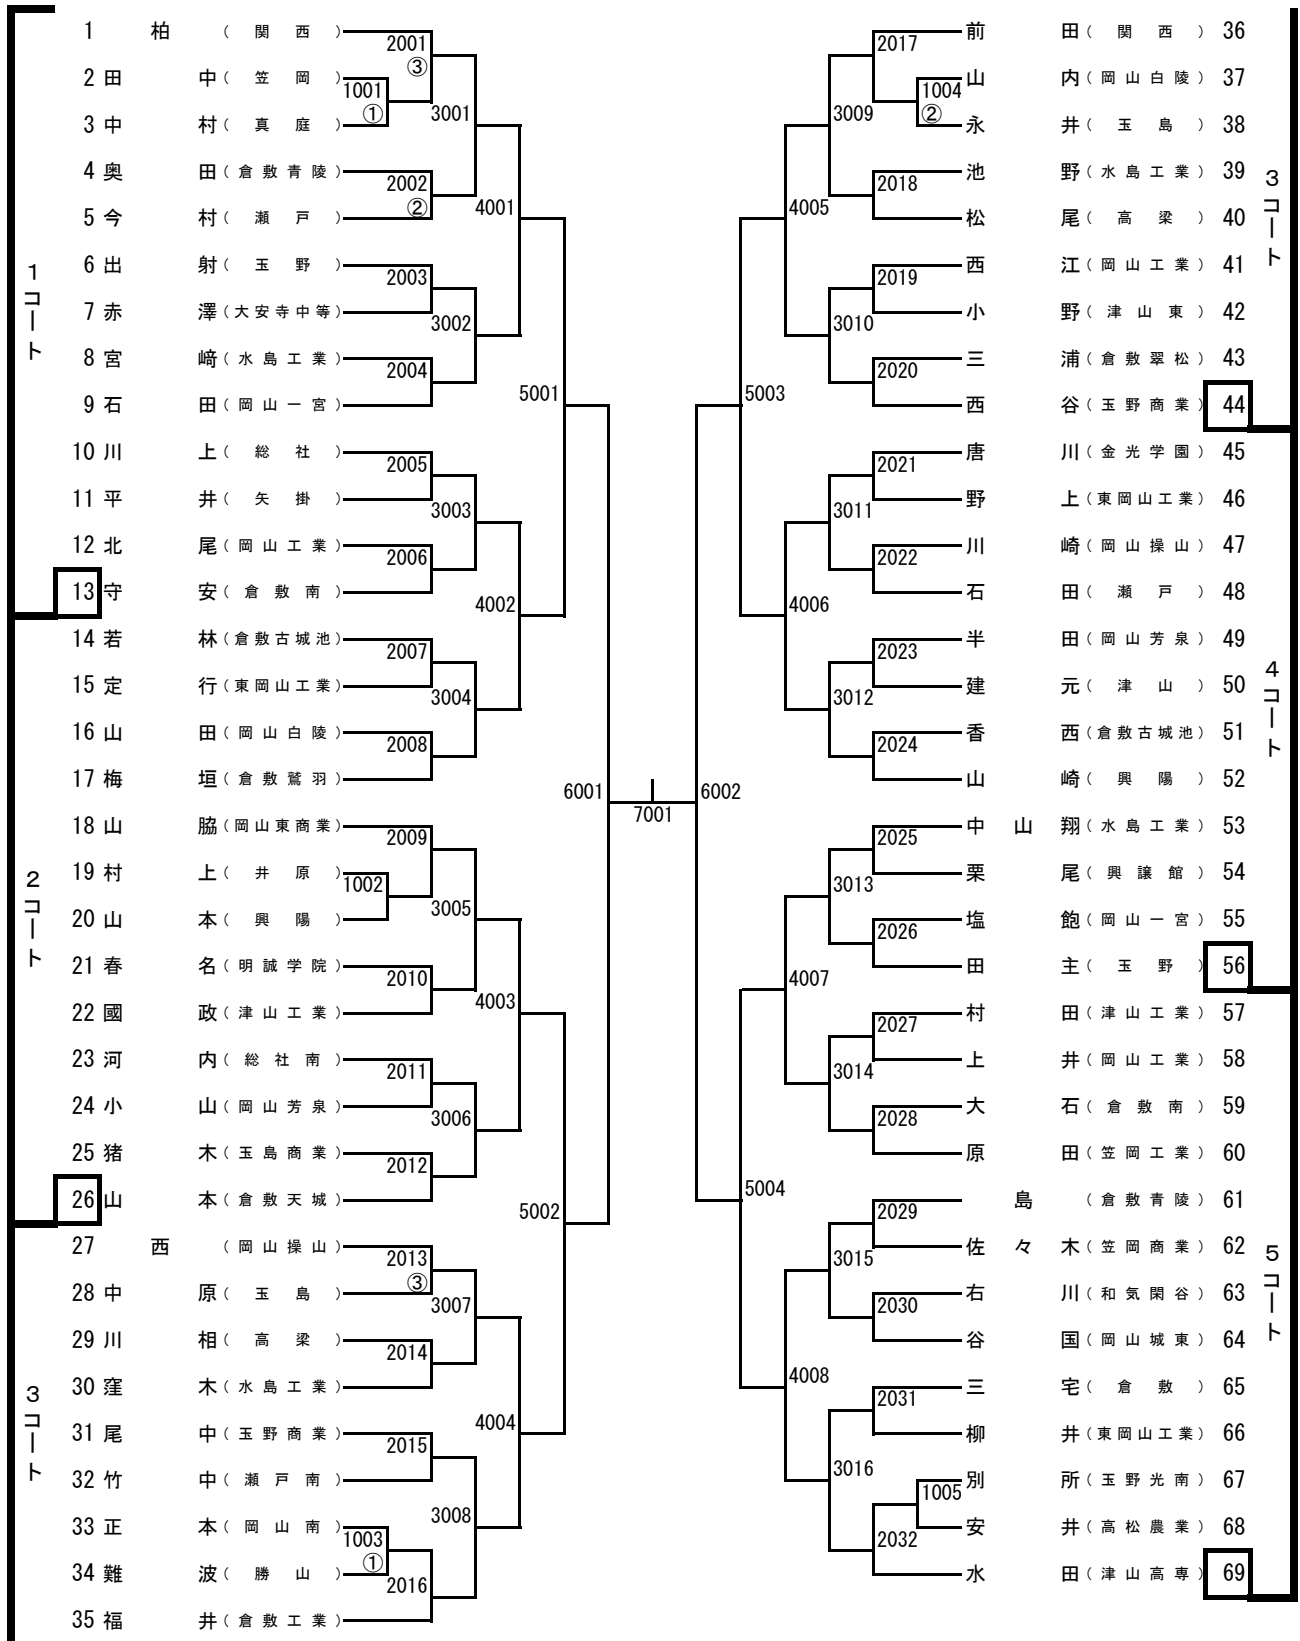 1 柏 （関西）
2 田中（笠岡）
3 中村（真庭）
4 奥田（倉敷青陵）
5 今村（瀬戸）
6 出射（玉野）
7 赤澤（大安寺中等）
8 宮﨑（水島工業）
9 石田（岡山一宮）
10 川上（総社）
11 平井（矢掛）
12 北尾（岡山工業）
13 守安（倉敷南）
14 若林（倉敷古城池）
15 定行（東岡山工業）
16 山田（岡山白陵）
17 梅垣（倉敷鷲羽）
18 山脇（岡山東商業）
19 村上（井原）
20 山本（興陽）
21 春名（明誠学院）
22 國政（津山工業）
23 河内（総社南）
24 小山（岡山芳泉）
25 猪木（玉島商業）
26 山本（倉敷天城）
27 西 （岡山操山）
28 中原（玉島）
29 川相（高梁）
30 窪木（水島工業）
31 尾中（玉野商業）
32 竹中（瀬戸南）
33 正本（岡山南）
34 難波（勝山）
35 福井（倉敷工業）
1コート
2コート
3コート
1001
①
1002
1003
①
2001
③
2002
②
2003
2004
2005
2006
2007
2008
2009
2010
2011
2012
2013
③
2014
2015
2016
3001
3002
3003
3004
3005
3006
3007
3008
4001
4002
4003
4004
5001
5002
6001
7001
6002
5003
5004
4005
4006
4007
4008
3009
3010
3011
3012
3013
3014
3015
3016
2017
2018
2019
2020
2021
2022
2023
2024
2025
2026
2027
2028
2029
2030
2031
2032
1004
②
1005
前田（関西） 36
山内（岡山白陵） 37
永井（玉島） 38
池野（水島工業） 39
松尾（高梁） 40
西江（岡山工業） 41
小野（津山東） 42
三浦（倉敷翠松） 43
西谷（玉野商業） 44
唐川（金光学園） 45
野上（東岡山工業） 46
川崎（岡山操山） 47
石田（瀬戸） 48
半田（岡山芳泉） 49
建元（津山） 50
香西（倉敷古城池） 51
山崎（興陽） 52
中山翔（水島工業） 53
栗尾（興譲館） 54
塩飽（岡山一宮） 55
田主（玉野） 56
村田（津山工業） 57
上井（岡山工業） 58
大石（倉敷南） 59
原田（笠岡工業） 60
島 （倉敷青陵） 61
佐々木（笠岡商業） 62
右川（和気閑谷） 63
谷国（岡山城東） 64
三宅（倉敷） 65
柳井（東岡山工業） 66
別所（玉野光南） 67
安井（高松農業） 68
水田（津山高専） 69
3コート
4コート
5コート